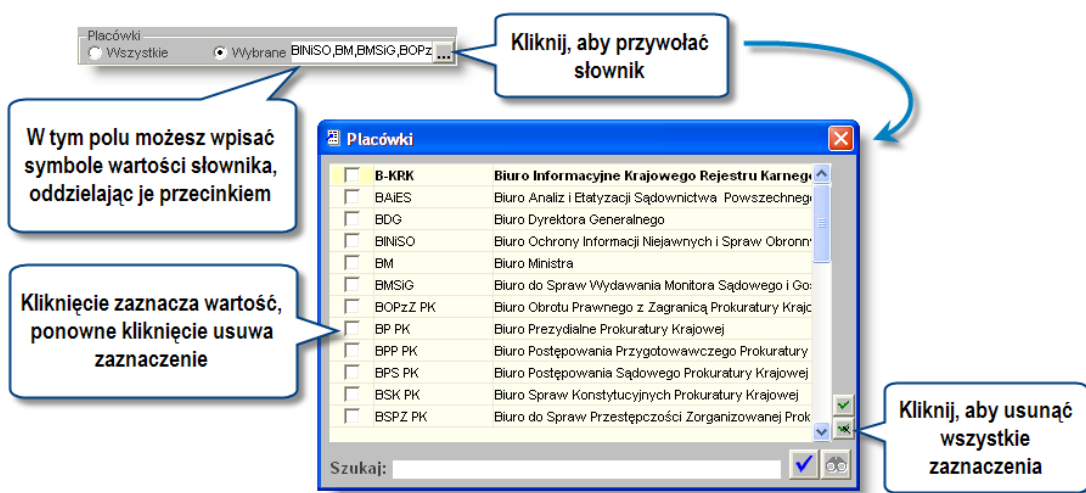 Placówki
Wszystkie
Wybrane BINiSO,BM,BMSiG,BOPz ...
Kliknij, aby przywołać
słownik
W tym polu możesz wpisać
symbole wartości słownika,
oddzielając je przecinkiem
Placówki
B-KRK Biuro Informacyjne Krajowego Rejestru Karneg
BAiES Biuro Analiz i Etatyzacji Sądownictwa Powszechneg
BDG Biuro Dyrektora Generalnego
BINiSO Biuro Ochrony Informacji Niejawnych i Spraw Obronn
BM Biuro Ministra
BMSiG Biuro do Spraw Wydawania Monitora Sądowego i Go
BOPzZ PK Biuro Obrotu Prawnego z Zagranicą Prokuratury Krajo
BP PK Biuro Prezydialne Prokuratury Krajowej
BPP PK Biuro Postępowania Przygotowawczego Prokuratury
BPS PK Biuro Postępowania Sądowego Prokuratury Krajowej
BSK PK Biuro Spraw Konstytucyjnych Prokuratury Krajowej
BSPZ PK Biuro do Spraw Przestępczości Zorganizowanej Prok
Kliknięcie zaznacza wartość,
ponowne kliknięcie usuwa
zaznaczenie
Kliknij, aby usunąć
wszystkie
zaznaczenia
Szukaj: